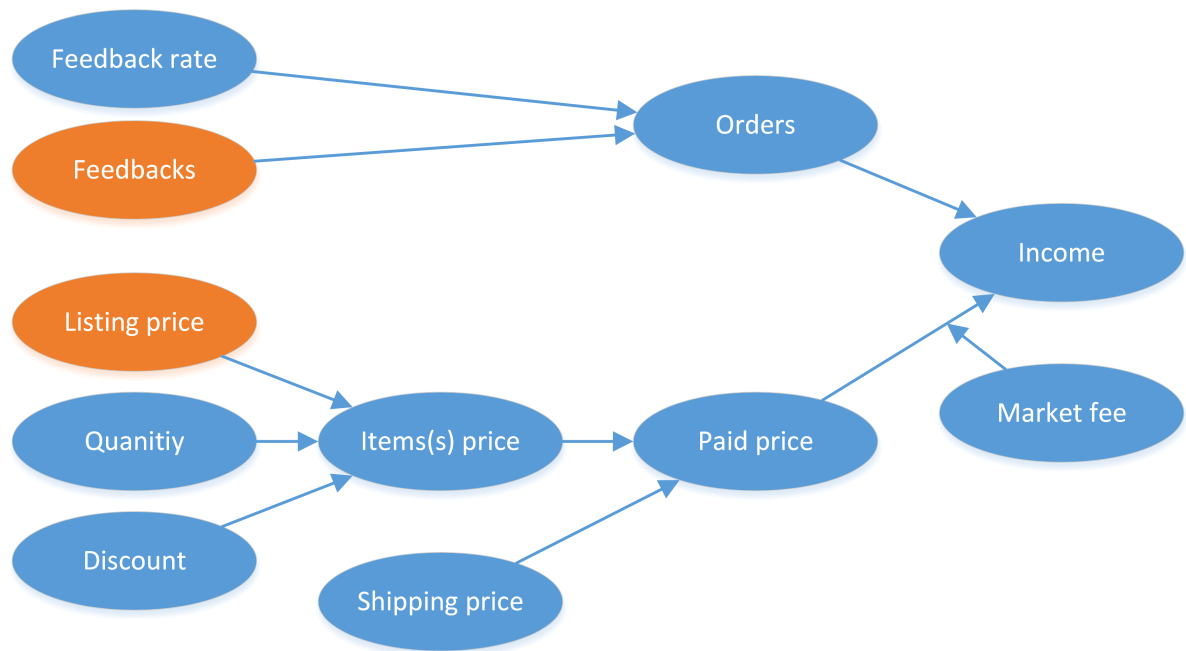 Feedback rate
Orders
Feedbacks
Income
Listing price
Market fee
Quanitiy
Items(s) price
Paid price
Discount
Shipping price